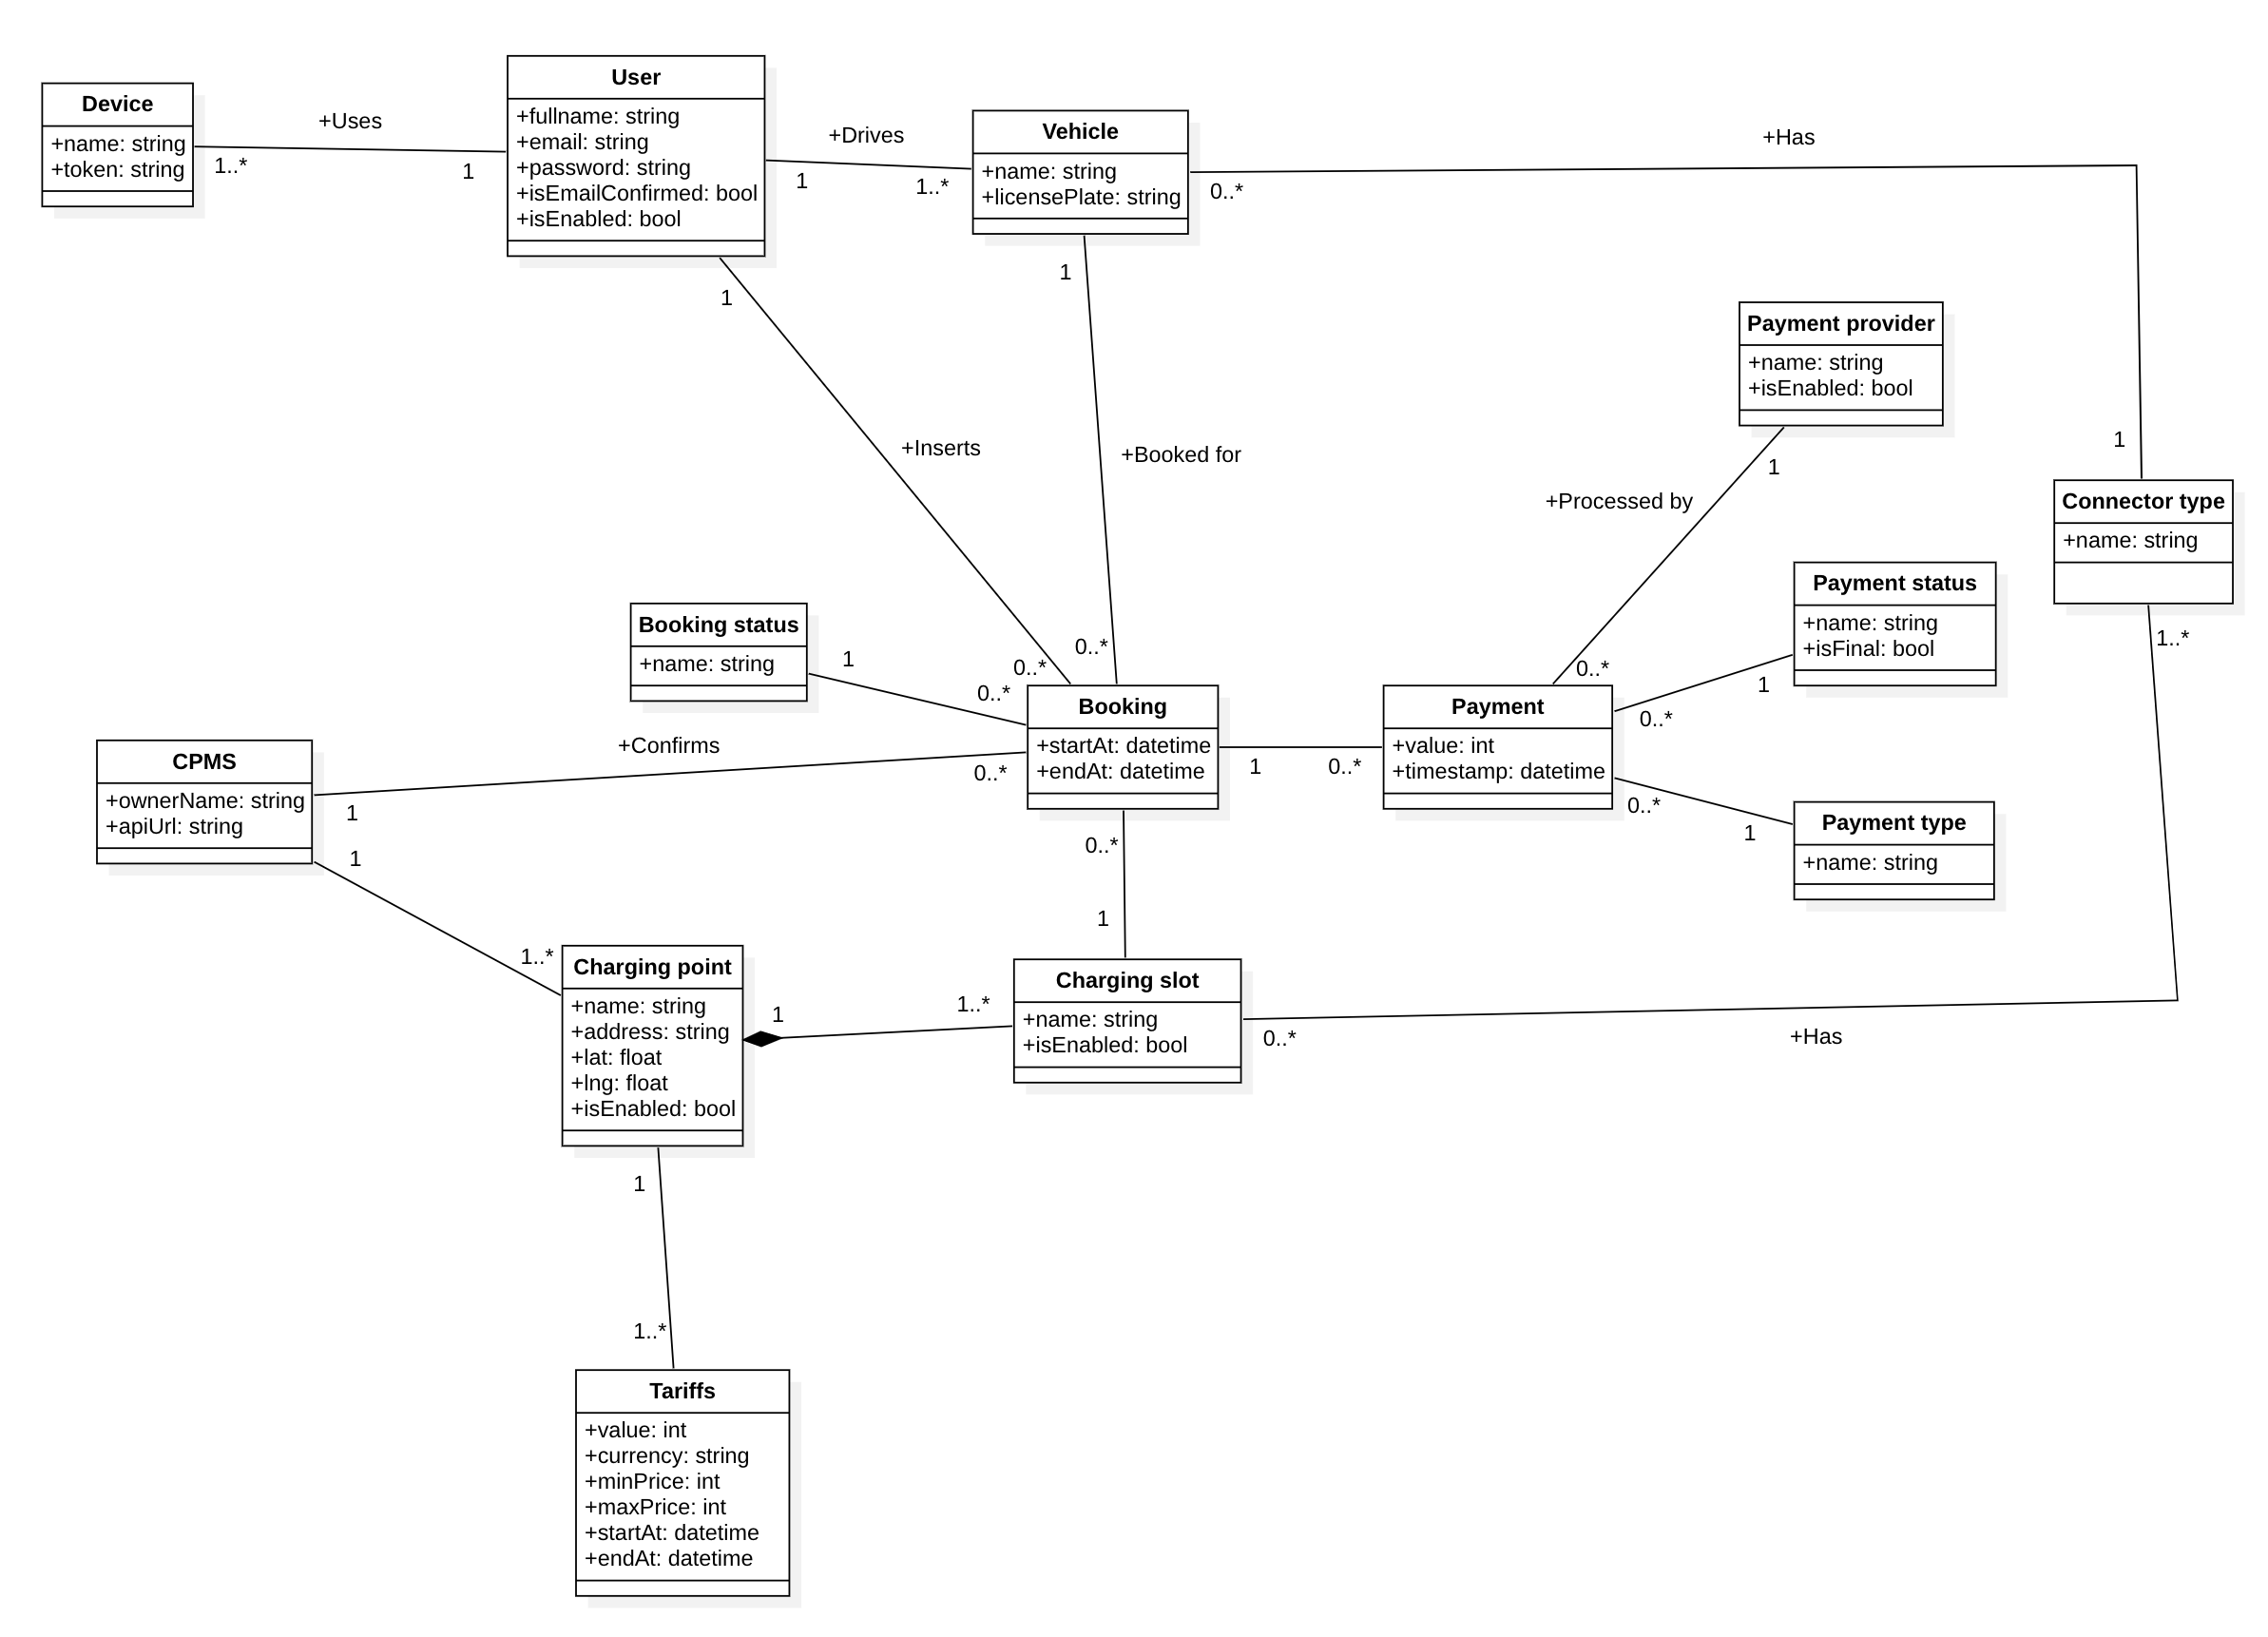 Device
+name: string
+token: string
+Uses
1..*
1
User
+fullname: string
+email: string
+password: string
+isEmailConfirmed: bool
+isEnabled: bool
+Drives
1
1..*
Vehicle
+name: string
+licensePlate: string
+Has
0..*
1
1
1
+Inserts
+Booked for
Payment provider
+name: string
+isEnabled: bool
1
+Processed by
0..*
Connector type
+name: string
1..*
Payment status
+name: string
+isFinal: bool
1
0..*
Booking status
+name: string
1
0..*
0..*
0..*
Booking
+startAt: datetime
+endAt: datetime
1
0..*
Payment
+value: int
+timestamp: datetime
0..*
1
Payment type
+name: string
CPMS
+ownerName: string
+apiUrl: string
+Confirms
1
0..*
1
1..*
0..*
1
Charging point
+name: string
+address: string
+lat: float
+lng: float
+isEnabled: bool
1
1..*
Charging slot
+name: string
+isEnabled: bool
0..*
+Has
1
1..*
Tariffs
+value: int
+currency: string
+minPrice: int
+maxPrice: int
+startAt: datetime
+endAt: datetime